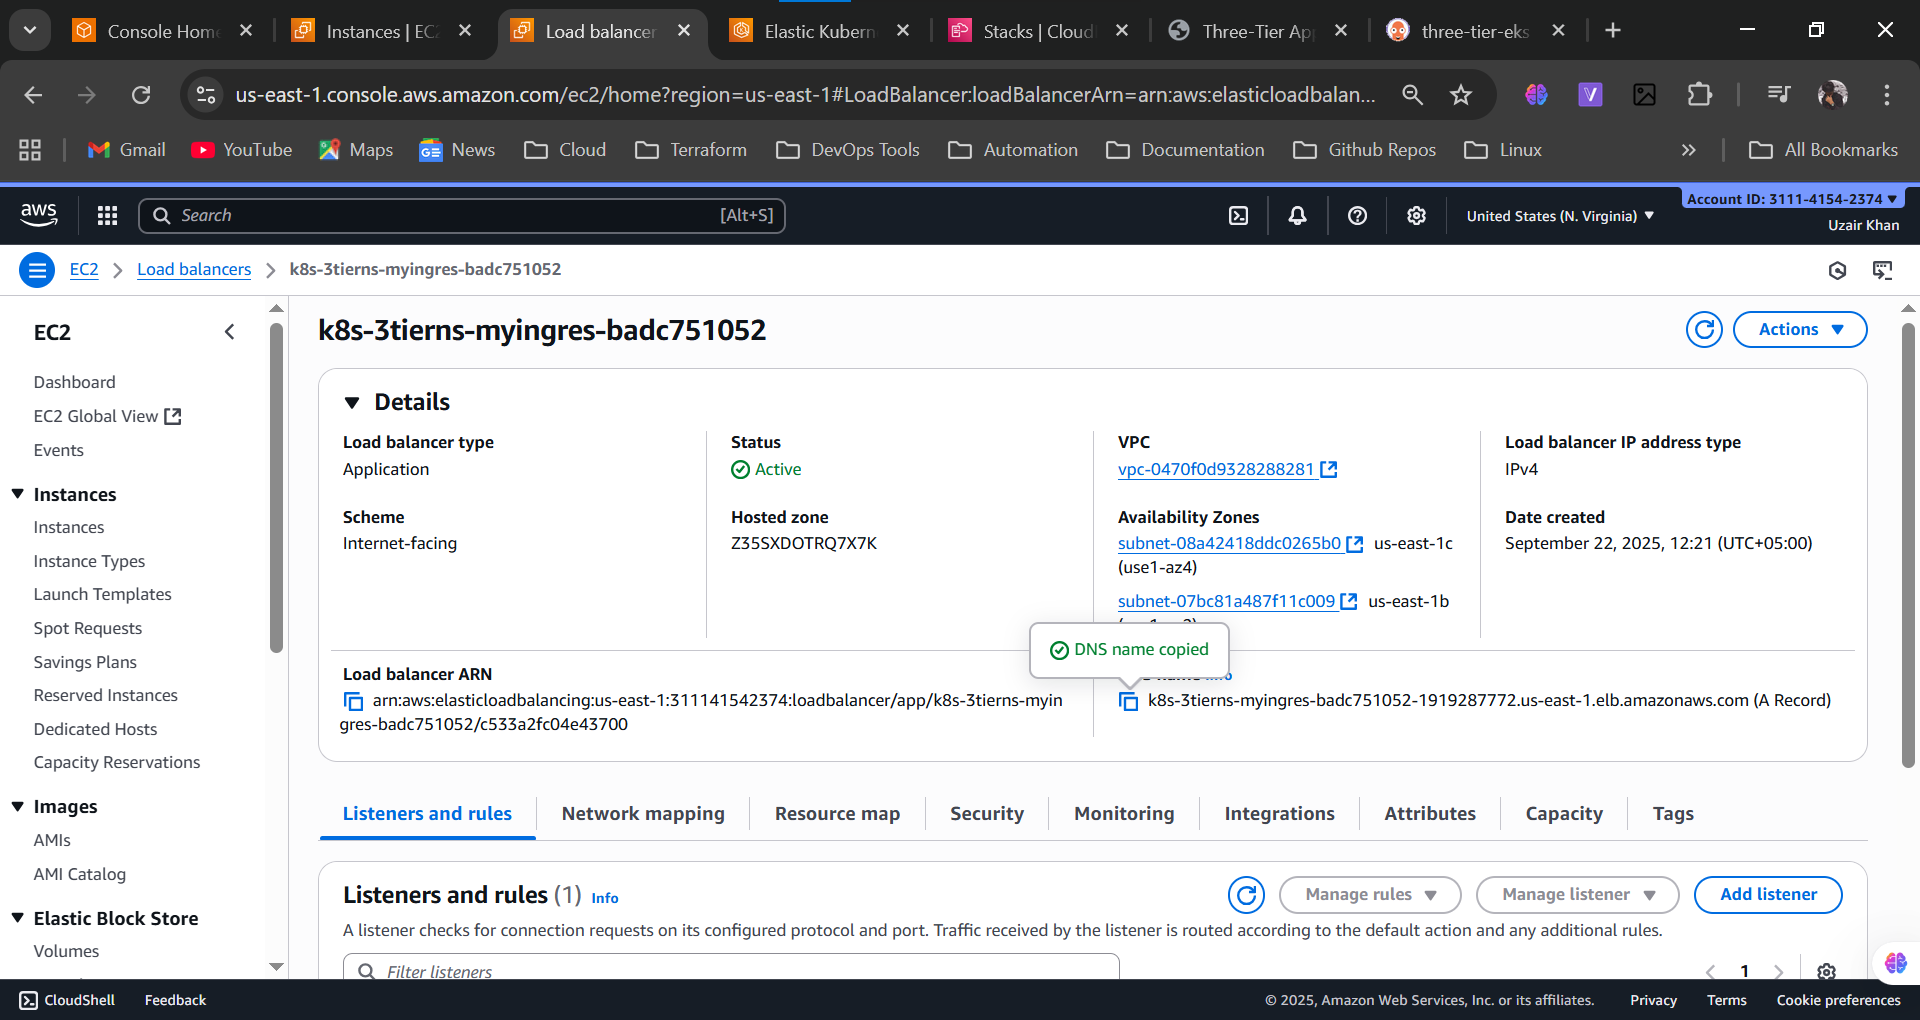 Console Home
Instances | EC
Load balancer
Elastic Kubern
Stacks | Cloud
Three-Tier Ap
three-tier-eks
us-east-1.console.aws.amazon.com/ec2/home?region=us-east-1#LoadBalancer:loadBalancerArn=arn:aws:elasticloadbalan...
Gmail
YouTube
Maps
News
Cloud
Terraform
DevOps Tools
Automation
Documentation
Github Repos
Linux
All Bookmarks
aws
Search
[Alt+S]
United States (N. Virginia)
Account ID: 3111-4154-2374
Uzair Khan
EC2
Load balancers
k8s-3tierns-myingres-badc751052
EC2
Dashboard
EC2 Global View
Events
Instances
Instances
Instance Types
Launch Templates
Spot Requests
Savings Plans
Reserved Instances
Dedicated Hosts
Capacity Reservations
Images
AMIs
AMI Catalog
Elastic Block Store
Volumes
k8s-3tierns-myingres-badc751052
Actions
Details
Load balancer type
Application
Status
Active
VPC
vpc-0470f0d9328288281
Load balancer IP address type
IPv4
Scheme
Internet-facing
Hosted zone
Z35SXDOTRQ7X7K
Availability Zones
subnet-08a42418ddc0265b0 us-east-1c
(use1-az4)
subnet-07bc81a487f11c009 us-east-1b
Date created
September 22, 2025, 12:21 (UTC+05:00)
DNS name copied
Load balancer ARN
arn:aws:elasticloadbalancing:us-east-1:311141542374:loadbalancer/app/k8s-3tierns-myin
gres-badc751052/c533a2fc04e43700
k8s-3tierns-myingres-badc751052-1919287772.us-east-1.elb.amazonaws.com (A Record)
Listeners and rules
Network mapping
Resource map
Security
Monitoring
Integrations
Attributes
Capacity
Tags
Listeners and rules (1) Info
Manage rules
Manage listener
Add listener
A listener checks for connection requests on its configured protocol and port. Traffic received by the listener is routed according to the default action and any additional rules.
Filter listeners
1
CloudShell
Feedback
© 2025, Amazon Web Services, Inc. or its affiliates.
Privacy
Terms
Cookie preferences